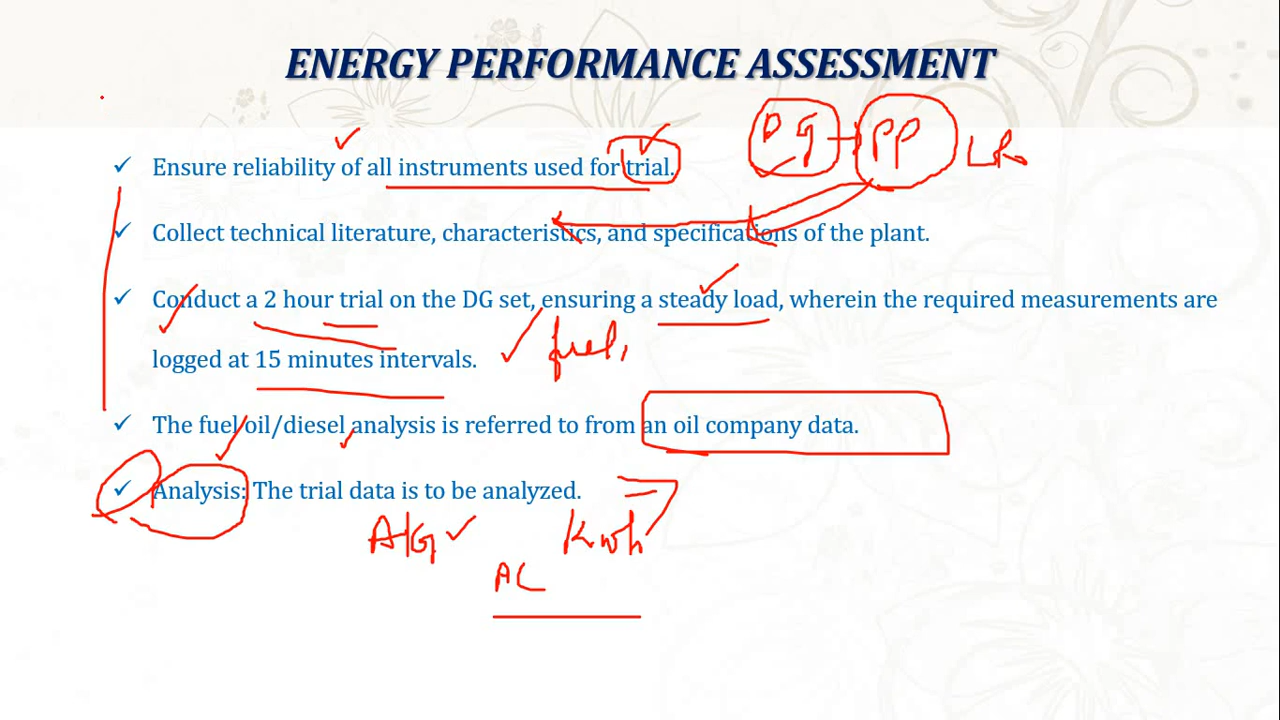 ENERGY PERFORMANCE ASSESSMENT
✓ Ensure reliability of all instruments used for trial.
DG PP LR
✓ Collect technical literature, characteristics, and specifications of the plant.
✓ Conduct a 2 hour trial on the DG set, ensuring a steady load, wherein the required measurements are
logged at 15 minutes intervals.
fuel,
✓ The fuel oil/diesel analysis is referred to from an oil company data.
✓ Analysis: The trial data is to be analyzed.
Kwh